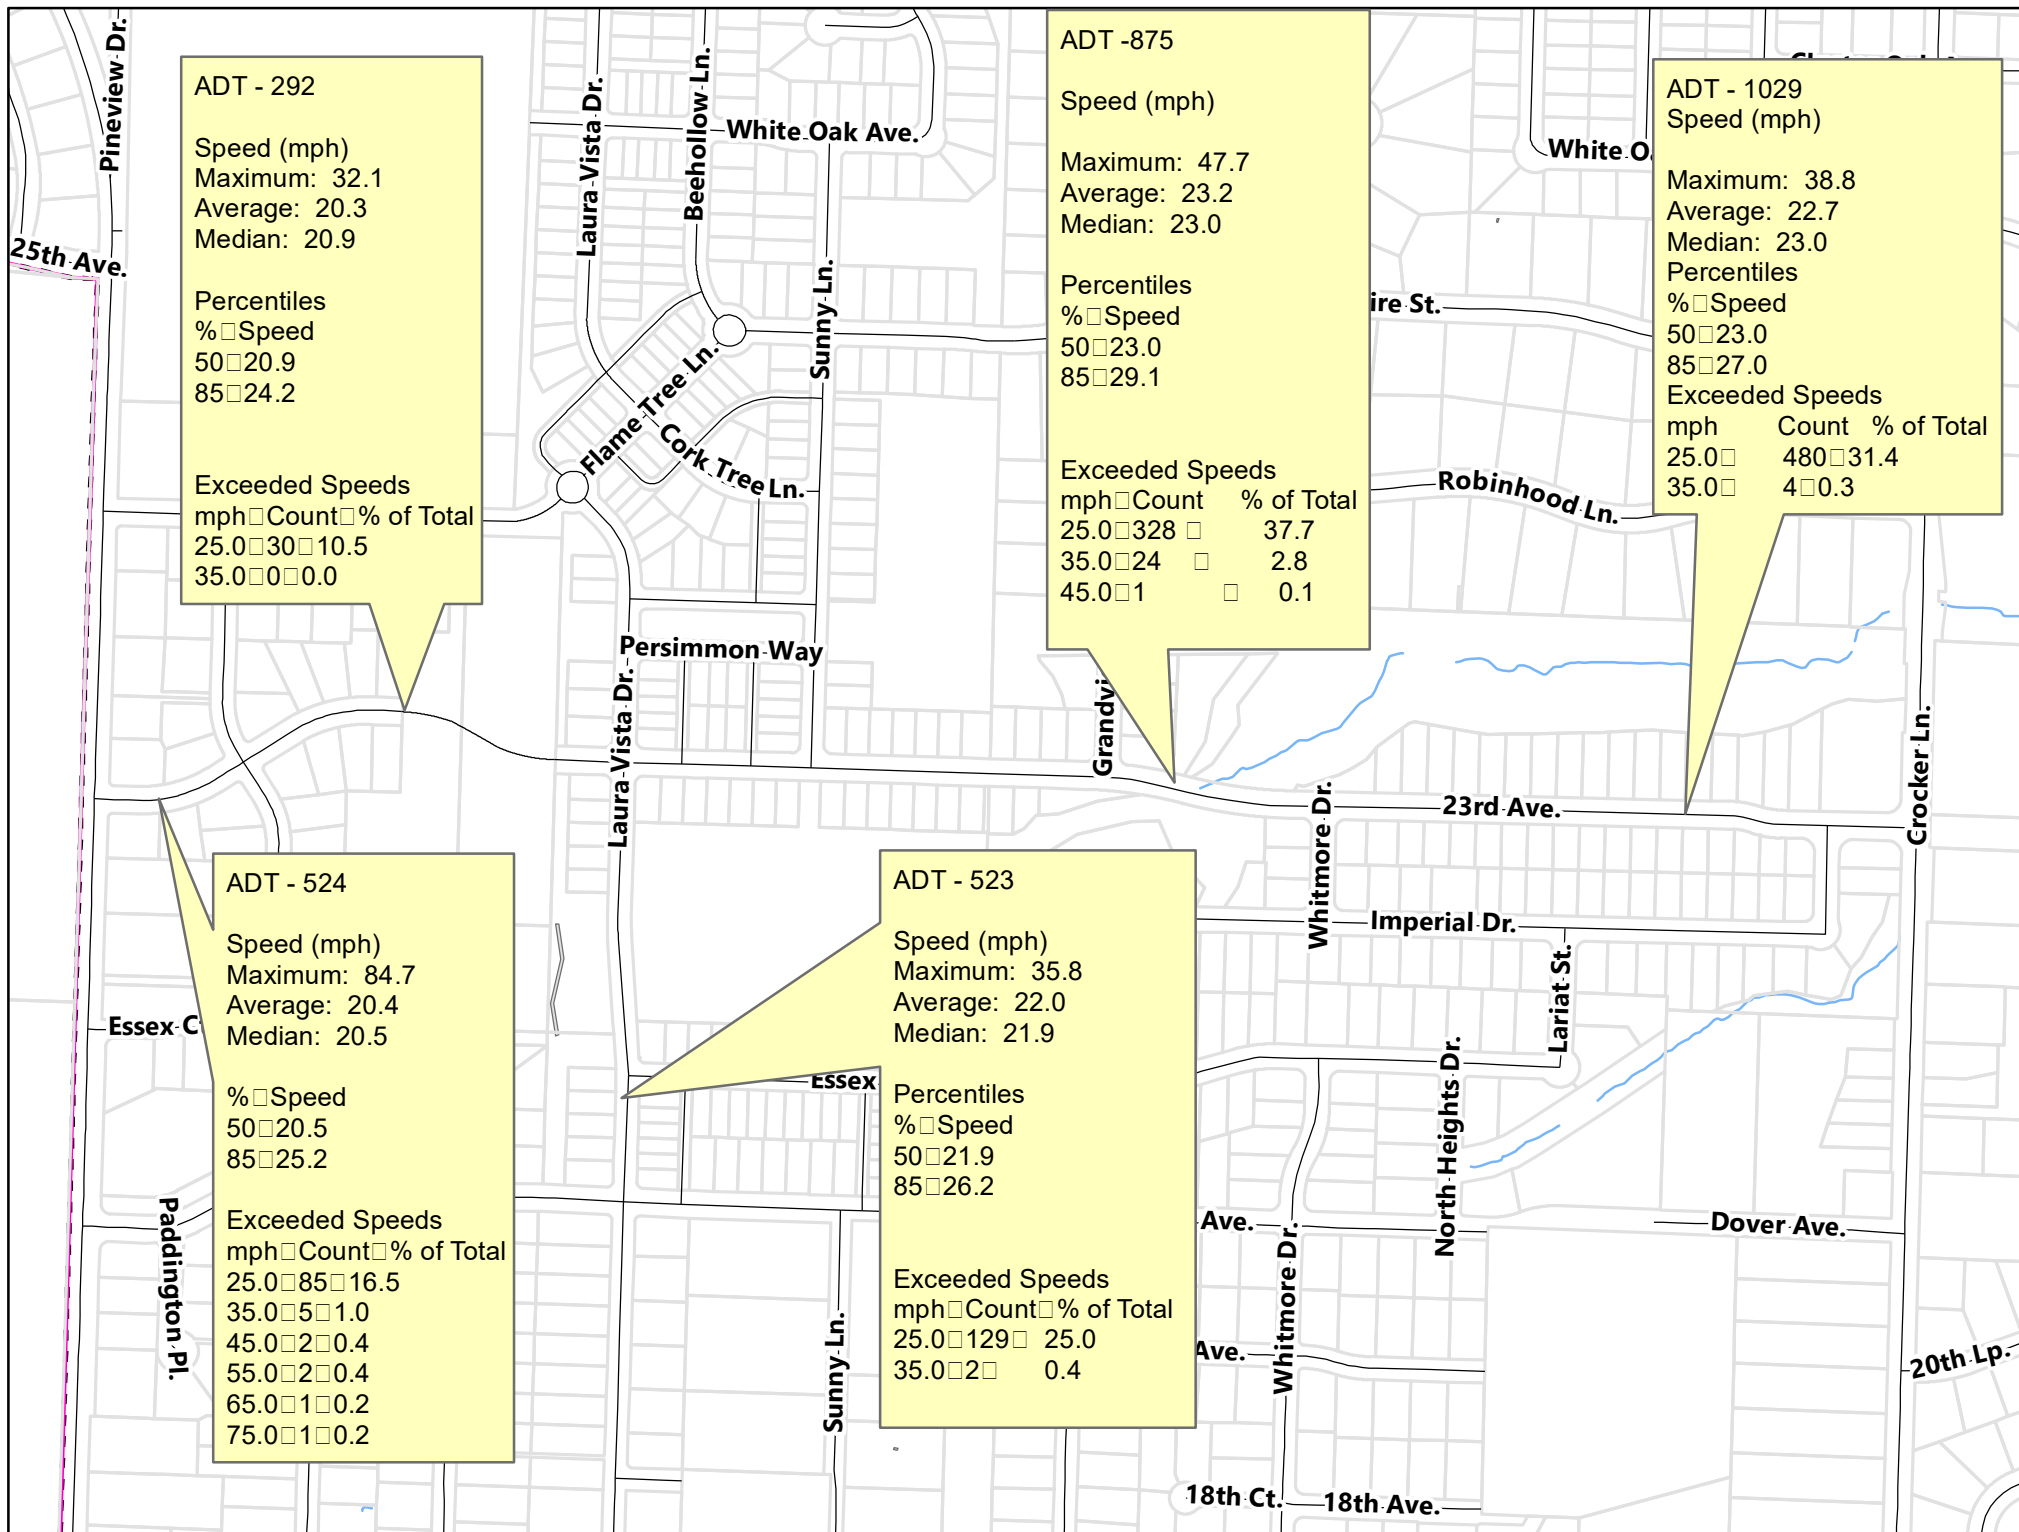 Pineview Dr.
25th Ave.
ADT - 292
Speed (mph)
Maximum: 32.1
Average: 20.3
Median: 20.9
Percentiles
%□Speed
50□20.9
85□24.2
Exceeded Speeds
mph□Count□% of Total
25.0□30□10.5
35.0□0□0.0
Laura Vista Dr.
Beehollow Ln.
White Oak Ave.
Sunny Ln.
Flame Tree Ln.
Cork Tree Ln.
Persimmon Way
Laura Vista Dr.
ADT -875
Speed (mph)
Maximum: 47.7
Average: 23.2
Median: 23.0
Percentiles
%□Speed
50□23.0
85□29.1
Exceeded Speeds
mph□Count % of Total
25.0□328 □ 37.7
35.0□24 □ 2.8
45.0□1 □ 0.1
ire St.
Robinhood Ln.
Grandvi
White O
ADT - 1029
Speed (mph)
Maximum: 38.8
Average: 22.7
Median: 23.0
Percentiles
%□Speed
50□23.0
85□27.0
Exceeded Speeds
mph Count % of Total
25.0□ 480□31.4
35.0□ 4□0.3
Crocker Ln.
23rd Ave.
Whitmore Dr.
Imperial Dr.
Lariat St.
North Heights Dr.
Essex C
ADT - 524
Speed (mph)
Maximum: 84.7
Average: 20.4
Median: 20.5
%□Speed
50□20.5
85□25.2
Exceeded Speeds
mph□Count□% of Total
25.0□85□16.5
35.0□5□1.0
45.0□2□0.4
55.0□2□0.4
65.0□1□0.2
75.0□1□0.2
Paddington Pl.
Essex
ADT - 523
Speed (mph)
Maximum: 35.8
Average: 22.0
Median: 21.9
Percentiles
%□Speed
50□21.9
85□26.2
Exceeded Speeds
mph□Count□% of Total
25.0□129□ 25.0
35.0□2□ 0.4
Sunny Ln.
Ave.
Dover Ave.
Whitmore Dr.
Ave.
20th Lp.
18th Ct.
18th Ave.